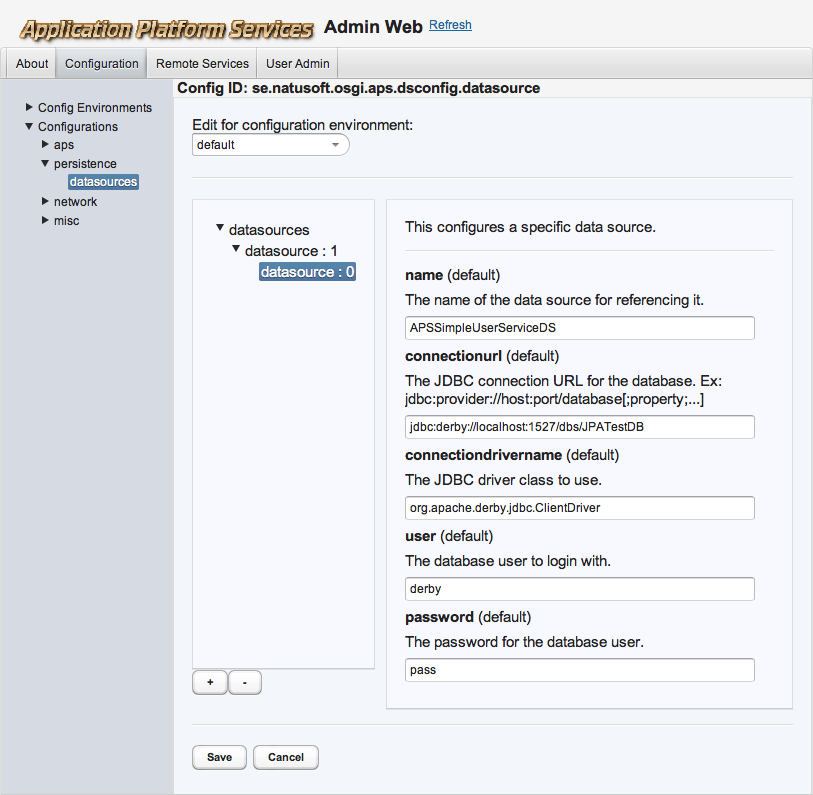 Application Platform Services Admin Web Refresh
About Configuration Remote Services User Admin
Config ID: se.natusoft.osgi.aps.dsconfig.datasource
Config Environments
Configurations
aps
persistence
datasources
network
misc
Edit for configuration environment:
default
datasources
datasource : 1
datasource : 0
+ -
This configures a specific data source.
name (default)
The name of the data source for referencing it.
APSSimpleUserServiceDS
connectionurl (default)
The JDBC connection URL for the database. Ex:
jdbc:provider://host:port/database[;property;...]
jdbc:derby://localhost:1527/dbs/JPATestDB
connectiondrivername (default)
The JDBC driver class to use.
org.apache.derby.jdbc.ClientDriver
user (default)
The database user to login with.
derby
password (default)
The password for the database user.
pass
Save Cancel